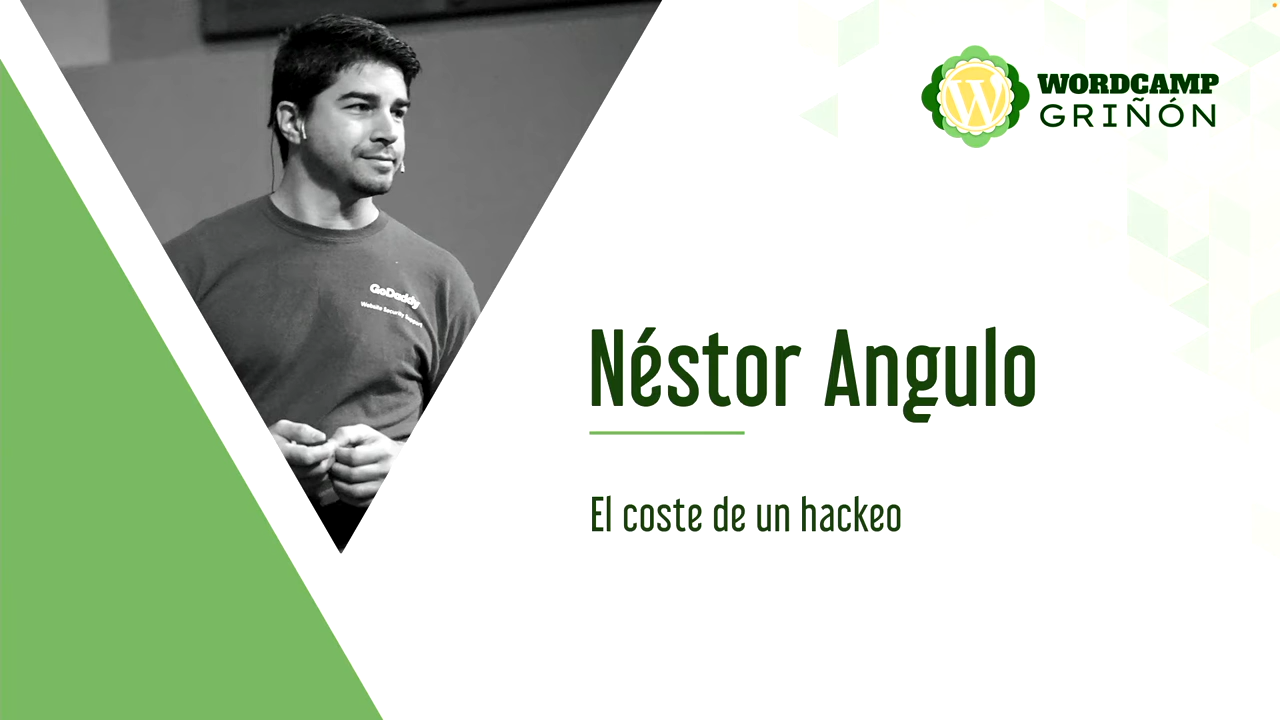 WORDCAMP
GRIÑÓN
GoDaddy
Website Security Support
Néstor Angulo
El coste de un hackeo